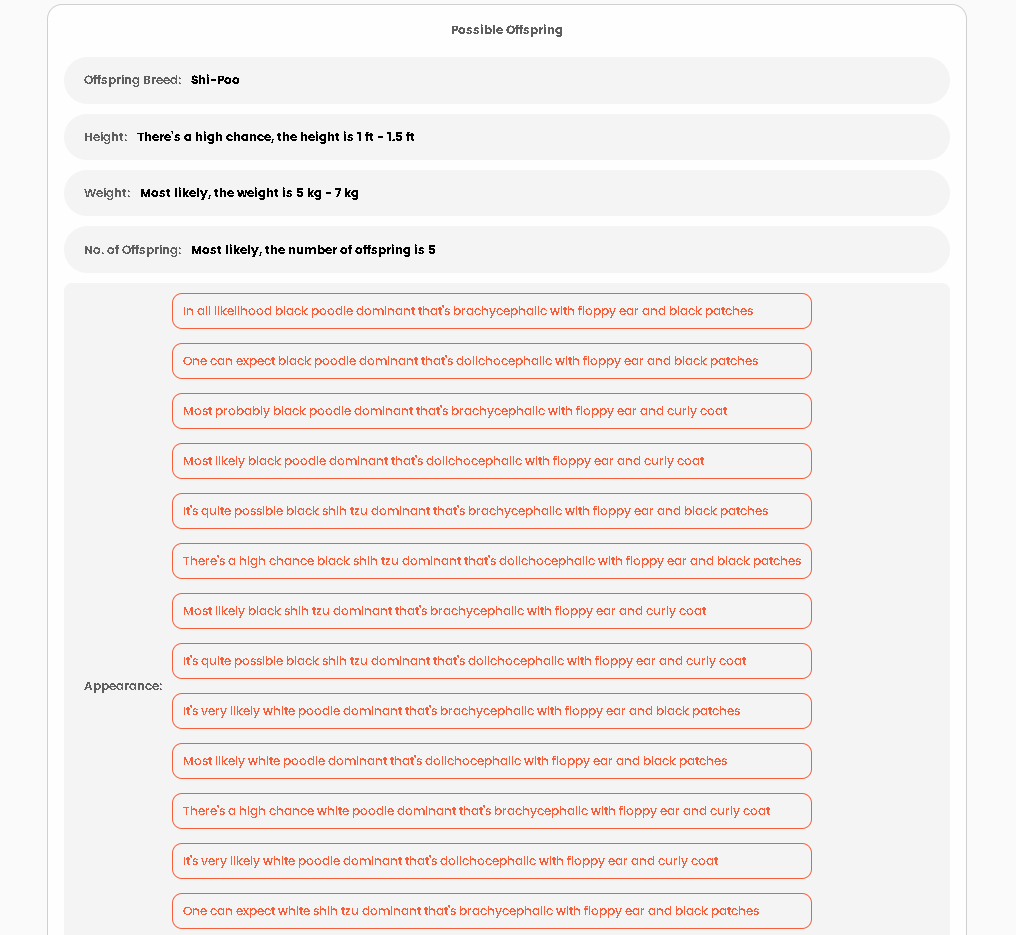 Possible Offspring
Offspring Breed: Shi-Poo
Height: There's a high chance, the height is 1 ft - 1.5 ft
Weight: Most likely, the weight is 5 kg - 7 kg
No. of Offspring: Most likely, the number of offspring is 5
In all likelihood black poodle dominant that's brachycephalic with floppy ear and black patches
One can expect black poodle dominant that's dolichocephalic with floppy ear and black patches
Most probably black poodle dominant that's brachycephalic with floppy ear and curly coat
Most likely black poodle dominant that's dolichocephalic with floppy ear and curly coat
It's quite possible black shih tzu dominant that's brachycephalic with floppy ear and black patches
There's a high chance black shih tzu dominant that's dolichocephalic with floppy ear and black patches
Most likely black shih tzu dominant that's brachycephalic with floppy ear and curly coat
It's quite possible black shih tzu dominant that's dolichocephalic with floppy ear and curly coat
Appearance:
It's very likely white poodle dominant that's brachycephalic with floppy ear and black patches
Most likely white poodle dominant that's dolichocephalic with floppy ear and black patches
There's a high chance white poodle dominant that's brachycephalic with floppy ear and curly coat
It's very likely white poodle dominant that's dolichocephalic with floppy ear and curly coat
One can expect white shih tzu dominant that's brachycephalic with floppy ear and black patches